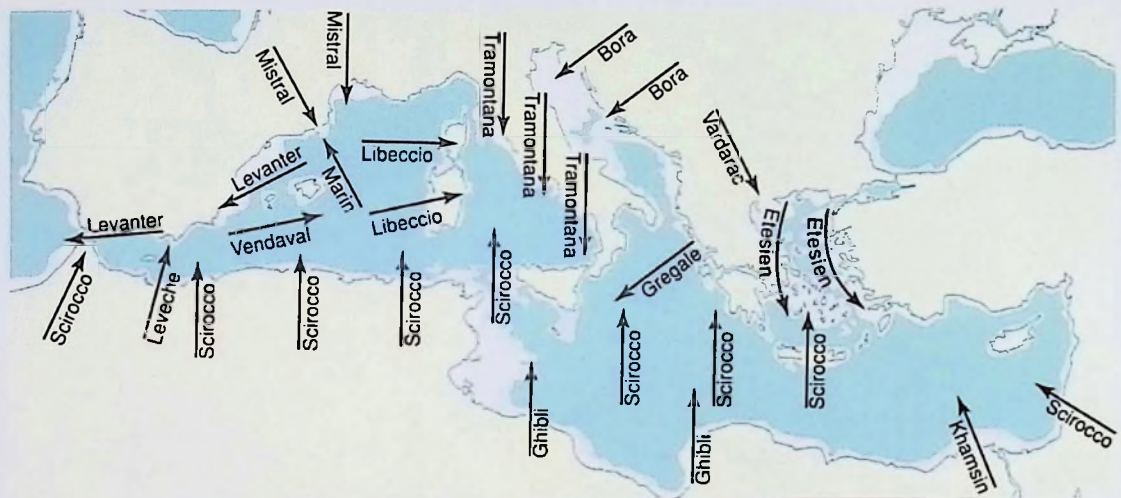 Mistral
Mistral
Tramontana
Tramontana
Tramontana
Bora
Bora
Vardarac
Levanter
Libeccio
Marin
Levanter
Vendaval
Libeccio
Etesien
Etesien
Gregale
Scirocco
Leveche
Scirocco
Scirocco
Scirocco
Scirocco
Scirocco
Scirocco
Scirocco
Ghibli
Ghibli
Khamsin
Scirocco